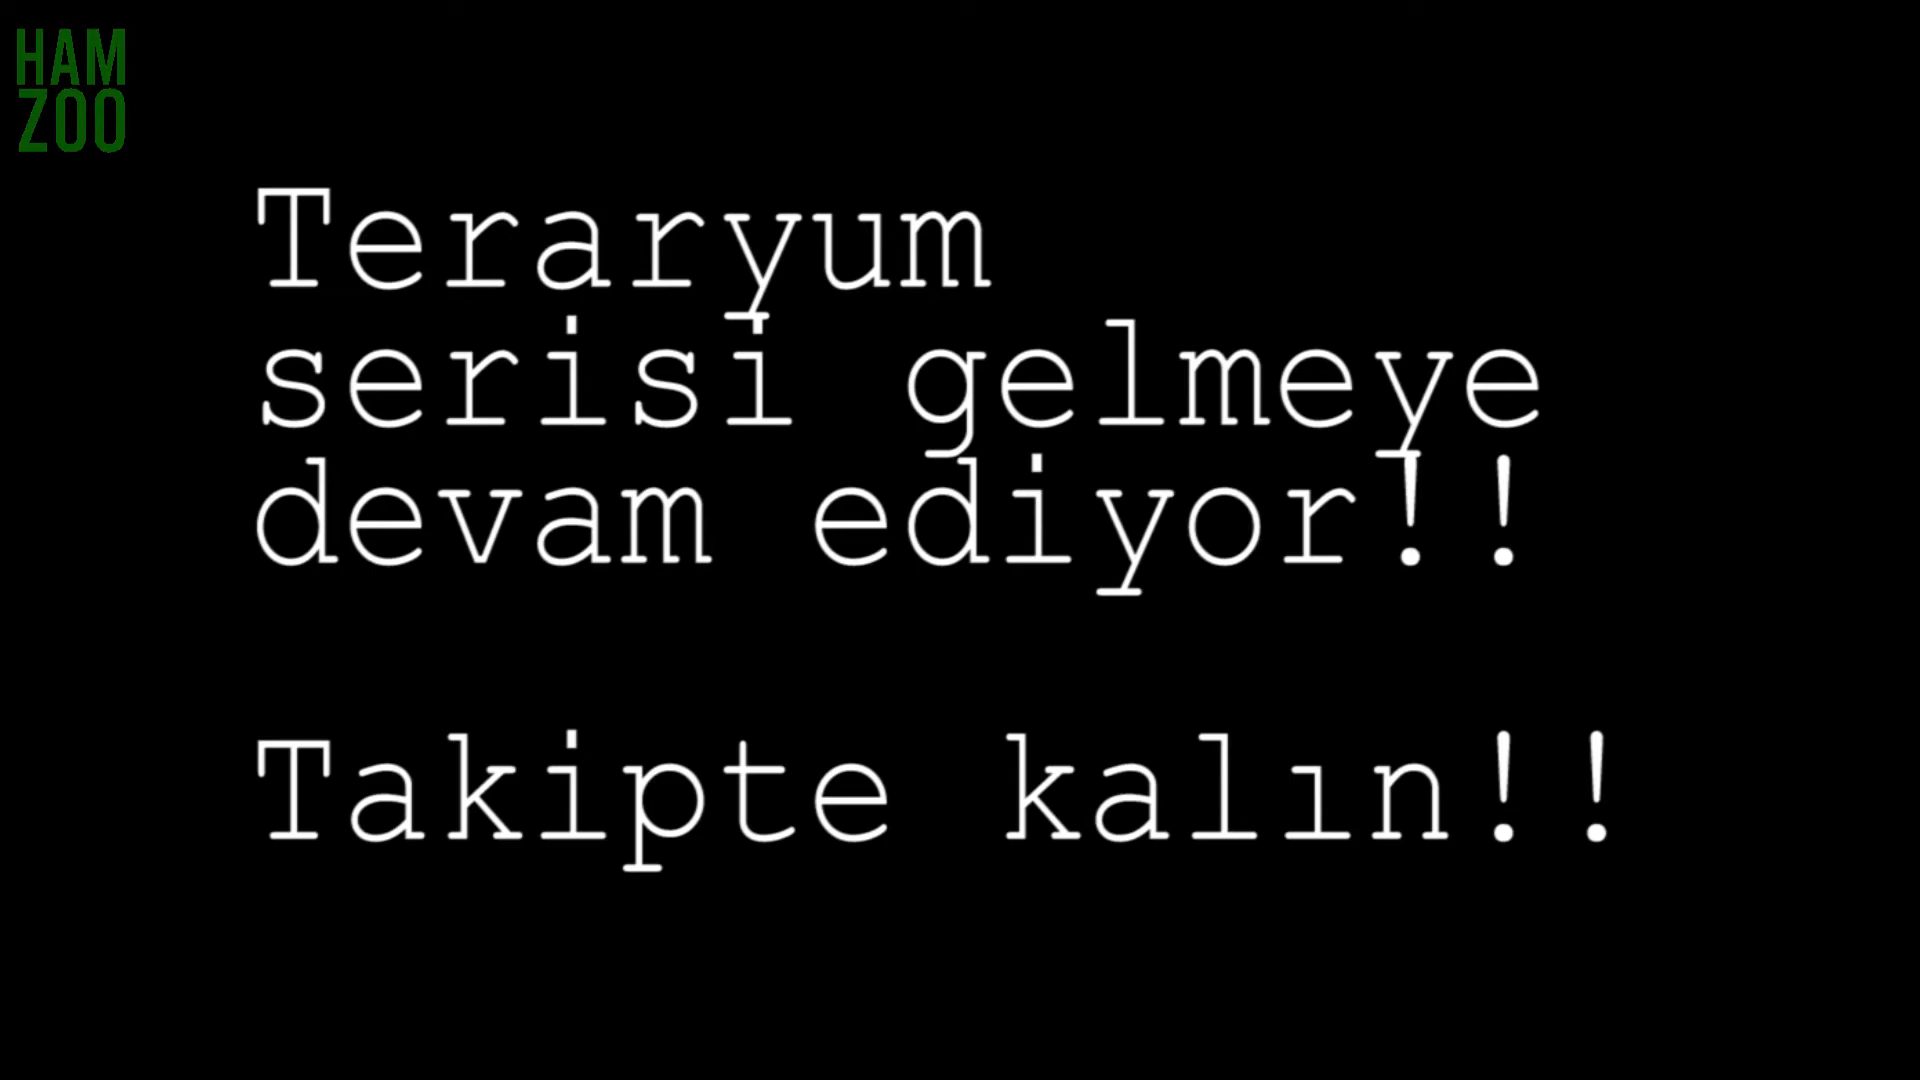 HAM
ZOO
Teraryum
serisi gelmeye
devam ediyor!!
Takipte kalın!!